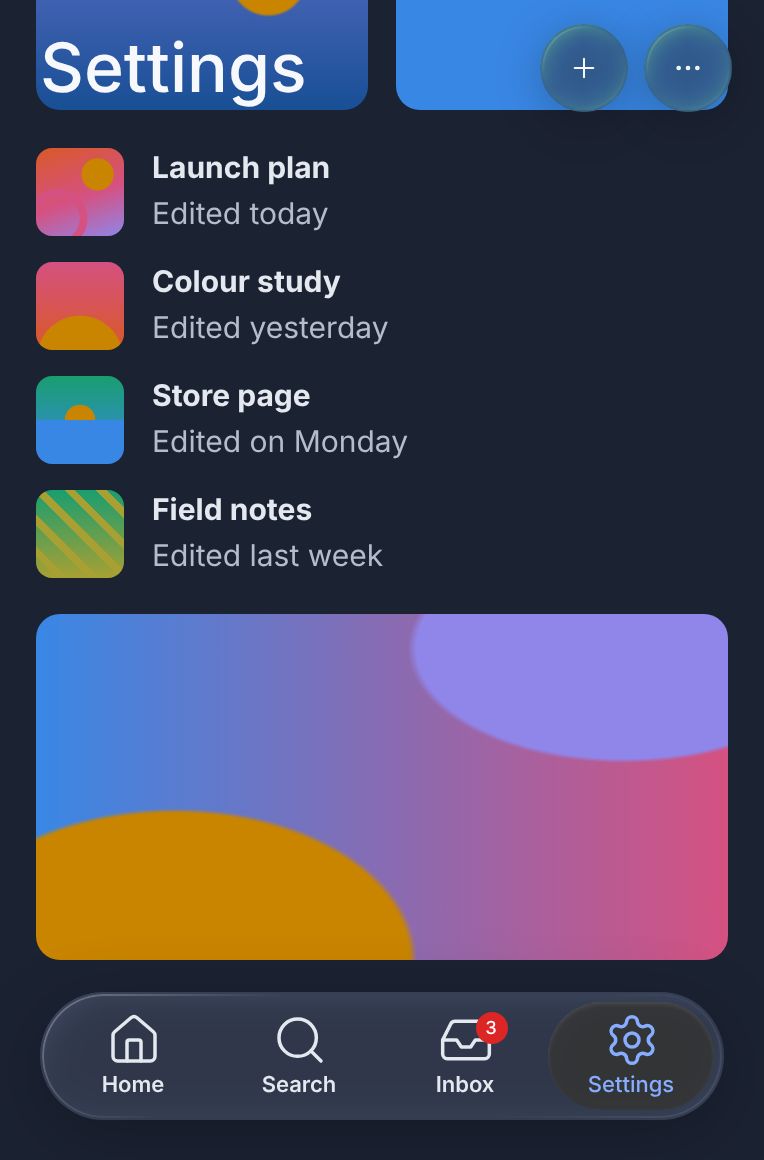 Settings
Launch plan
Edited today
Colour study
Edited yesterday
Store page
Edited on Monday
Field notes
Edited last week
3
Home
Search
Inbox
Settings